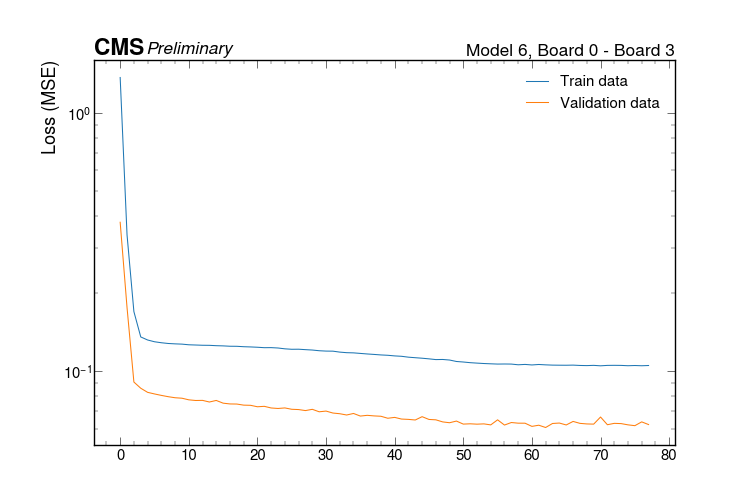 CMS Preliminary
Model 6, Board 0 - Board 3
Loss (MSE)
Train data
Validation data
10⁰
10⁻¹
0 10 20 30 40 50 60 70 80